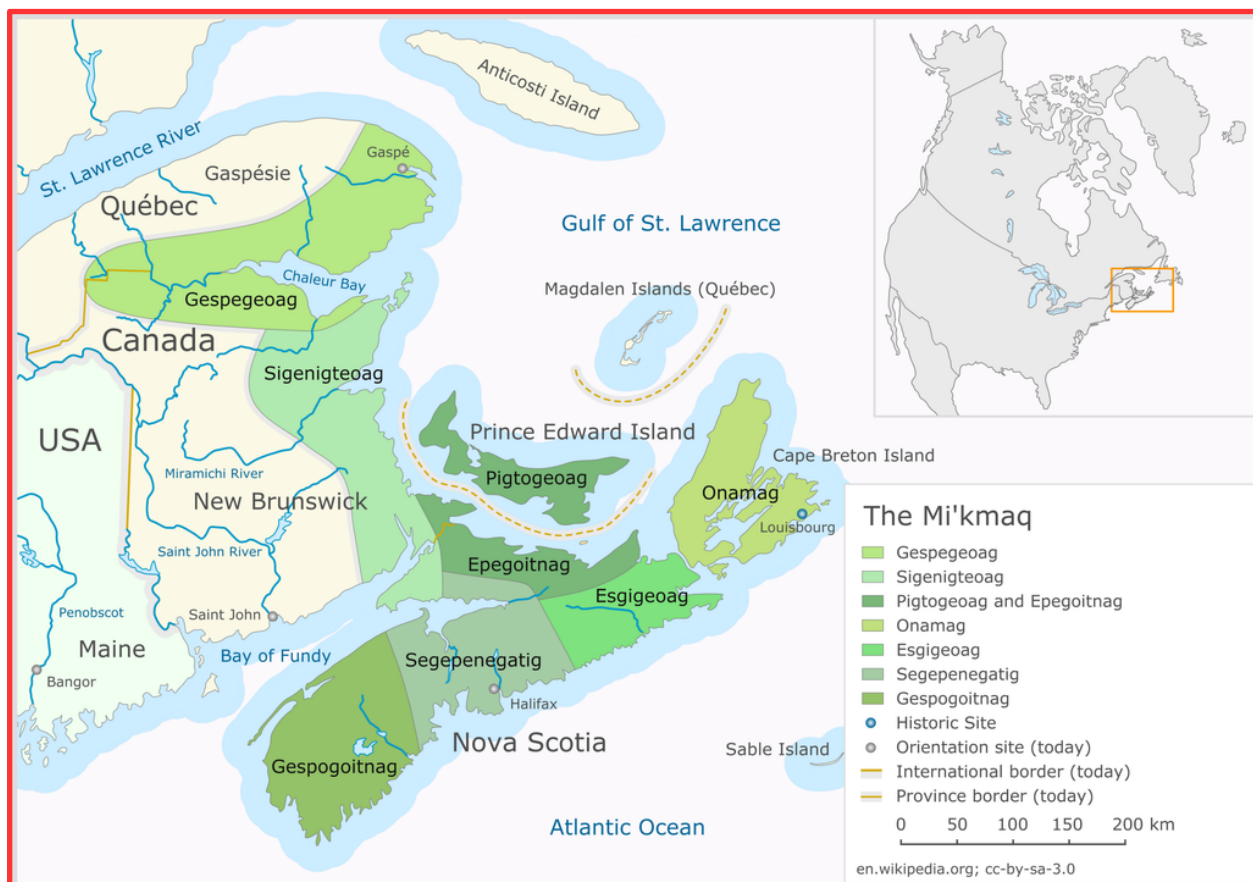 Anticosti Island
St. Lawrence River
Gaspé
Gaspésie
Québec
Gulf of St. Lawrence
Chaleur Bay
Magdalen Islands (Québec)
Gespegeoag
Canada
Sigenigteoag
USA
Prince Edward Island
Cape Breton Island
Miramichi River
Pigtogeoag
Onamag
New Brunswick
Louisbourg
Saint John River
Epegoitnag
Esgigeoag
Penobscot
Saint John
Maine
Bay of Fundy
Segepenegatig
Bangor
Halifax
Nova Scotia
Sable Island
Gespogoitnag
Atlantic Ocean
The Mi'kmaq
Gespegeoag
Sigenigteoag
Pigtogeoag and Epegoitnag
Onamag
Esgigeoag
Segepenegatig
Gespogoitnag
Historic Site
Orientation site (today)
International border (today)
Province border (today)
0 50 100 150 200 km
en.wikipedia.org; cc-by-sa-3.0